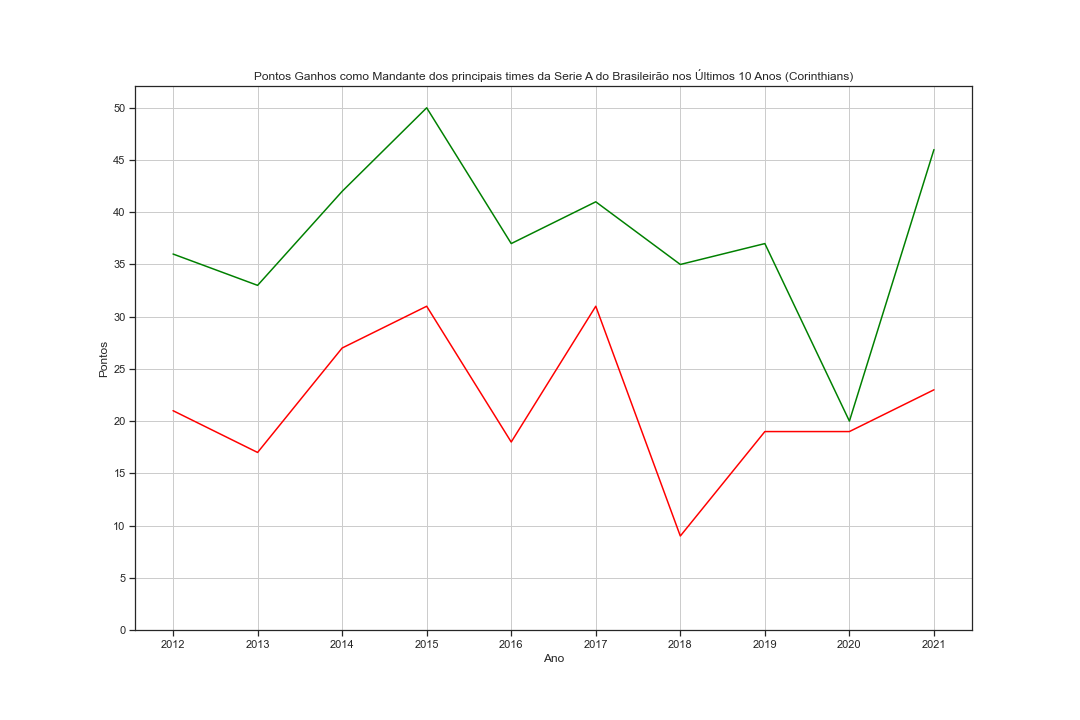 Pontos Ganhos como Mandante dos principais times da Serie A do Brasileirão nos Últimos 10 Anos (Corinthians)
50
45
40
35
30
25
20
15
10
5
0
Pontos
2012 2013 2014 2015 2016 2017 2018 2019 2020 2021
Ano